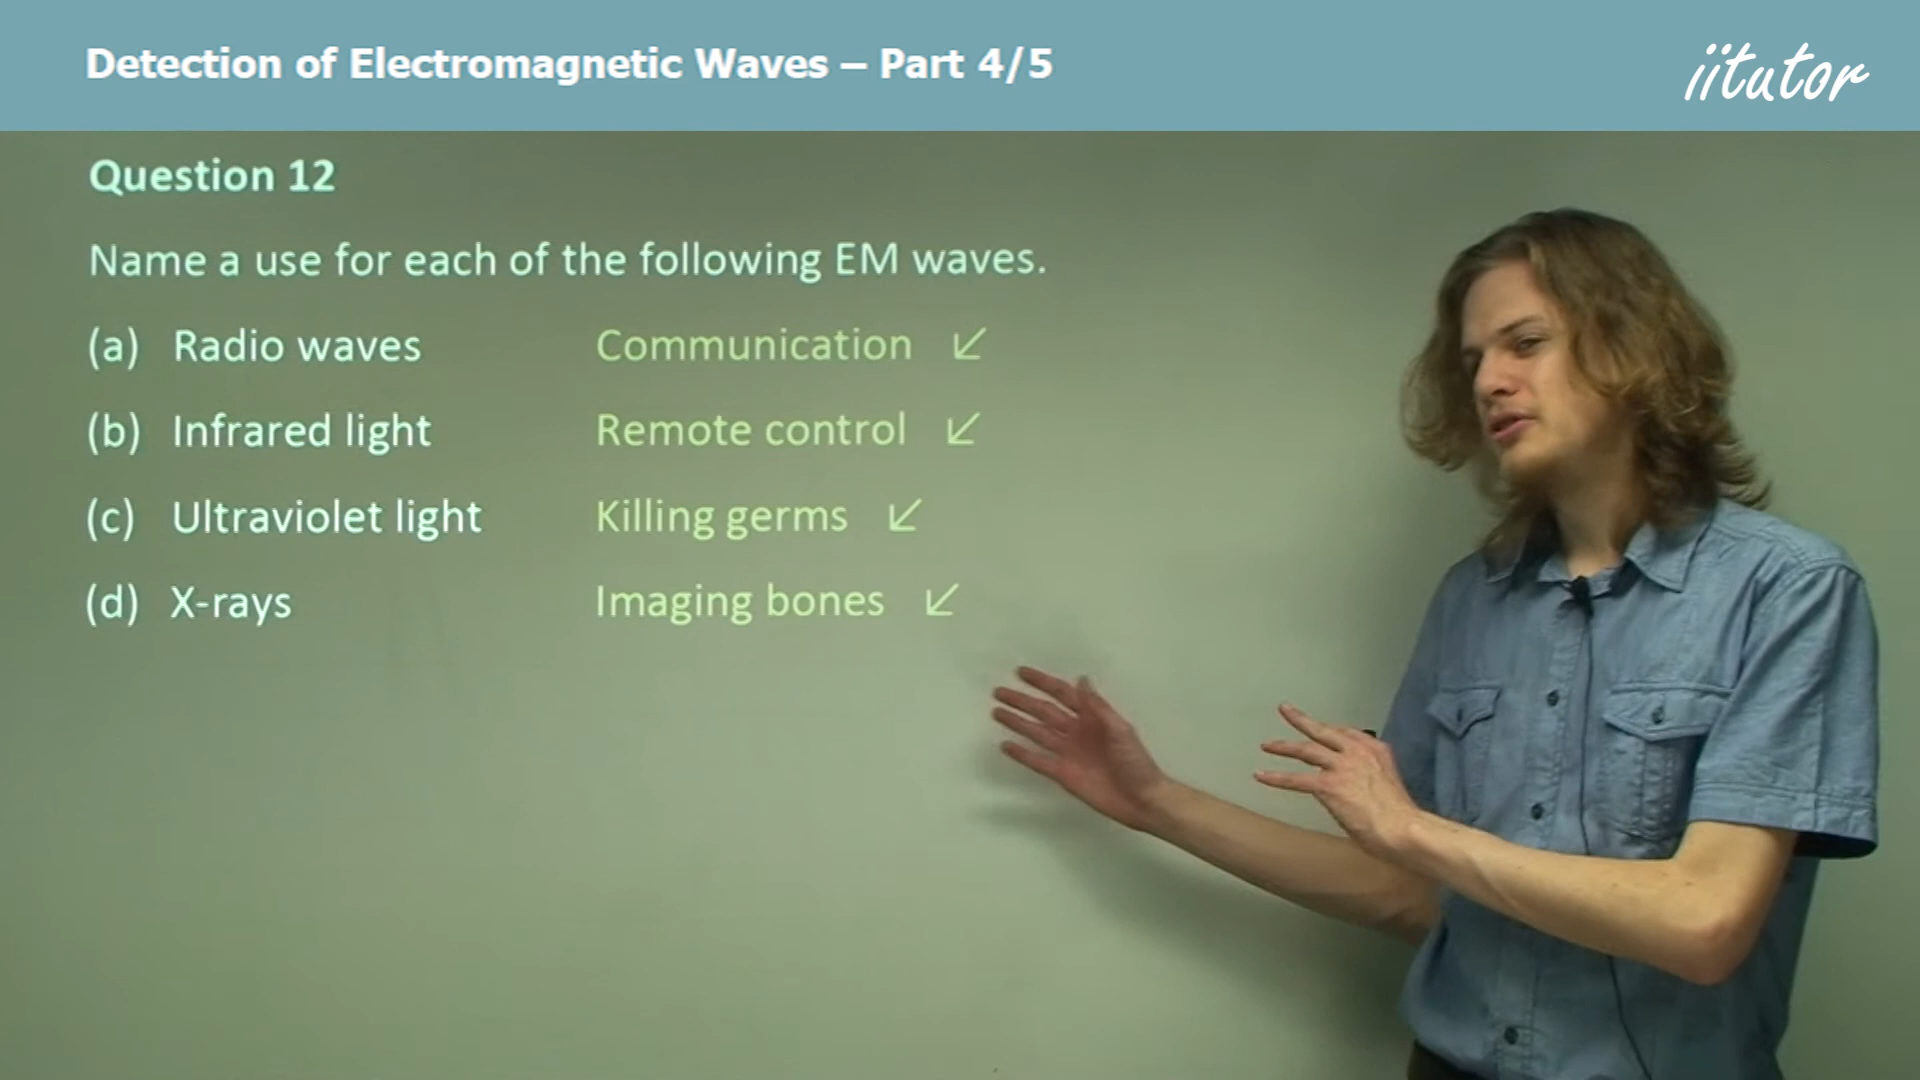 Detection of Electromagnetic Waves – Part 4/5
iitutor
Question 12
Name a use for each of the following EM waves.
(a) Radio waves Communication ↙
(b) Infrared light Remote control ↙
(c) Ultraviolet light Killing germs ↙
(d) X-rays Imaging bones ↙